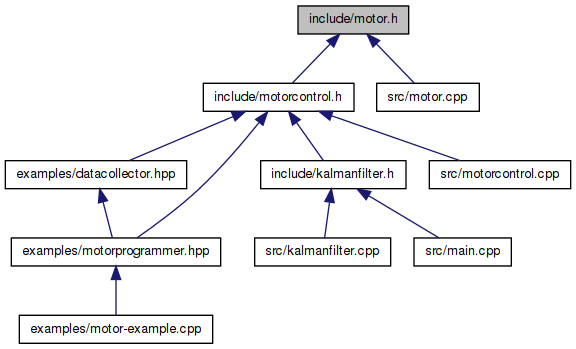 include/motor.h
include/motorcontrol.h
src/motor.cpp
examples/datacollector.hpp
include/kalmanfilter.h
src/motorcontrol.cpp
examples/motorprogrammer.hpp
src/kalmanfilter.cpp
src/main.cpp
examples/motor-example.cpp